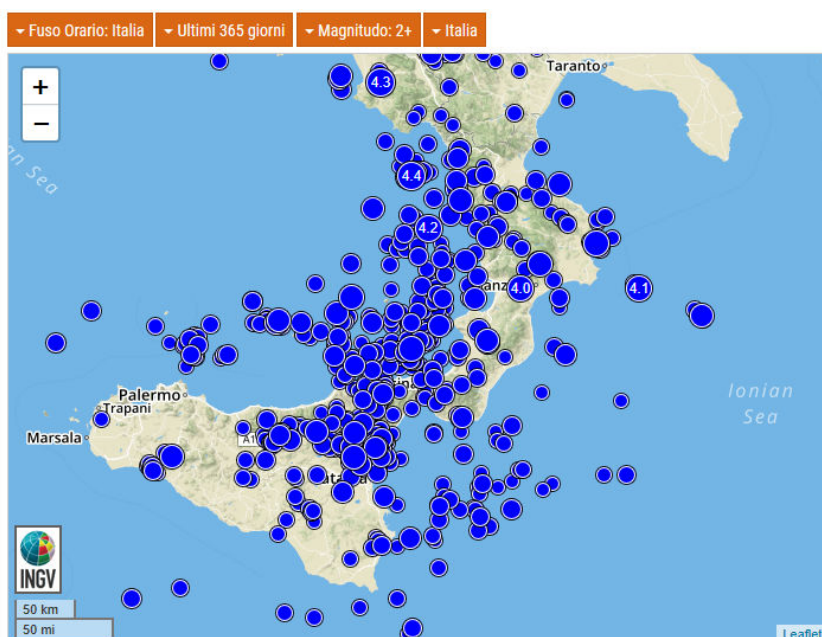 Fuso Orario: Italia
Ultimi 365 giorni
Magnitudo: 2+
Italia
+
−
4.3
Taranto
4.4
4.2
4.0
4.1
Palermo
Trapani
Marsala
A1
Ionian
Sea
INGV
50 km
50 mi
Leaflet